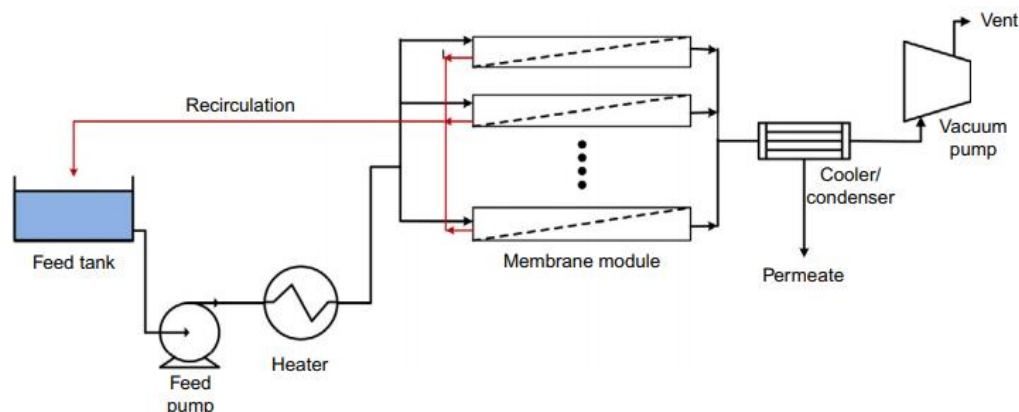 Vent
Recirculation
Vacuum
pump
Cooler/
condenser
Feed tank
Membrane module
Permeate
Heater
Feed
pump